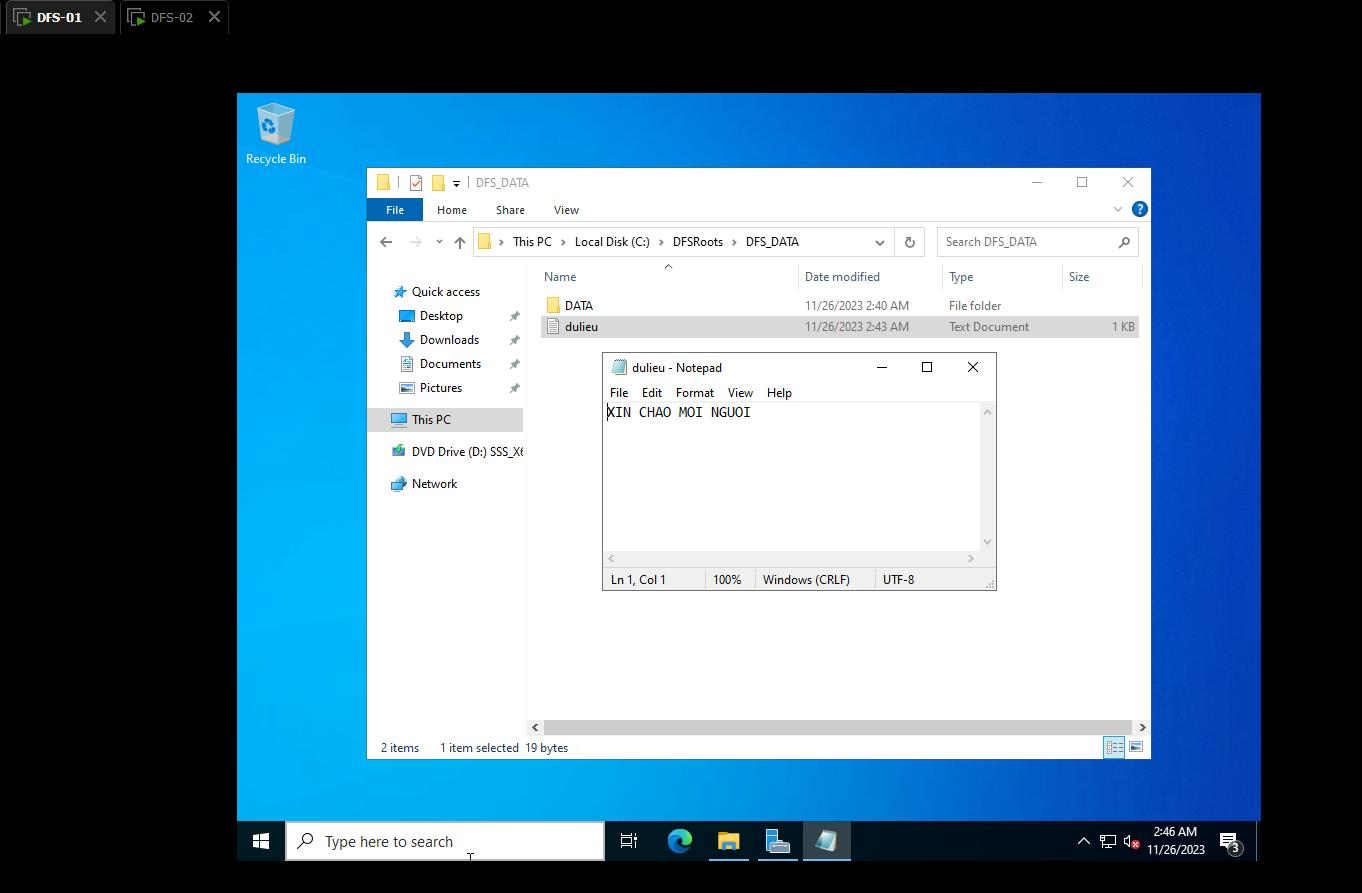 DFS-01
DFS-02
Recycle Bin
DFS_DATA
File Home Share View
This PC Local Disk (C:) DFSRoots DFS_DATA
Search DFS_DATA
Name Date modified Type Size
Quick access
Desktop
Downloads
Documents
Pictures
This PC
DVD Drive (D:) SSS_X6
Network
DATA 11/26/2023 2:40 AM File folder
dulieu 11/26/2023 2:43 AM Text Document 1 KB
dulieu - Notepad
File Edit Format View Help
XIN CHAO MOI NGUOI
Ln 1, Col 1 100% Windows (CRLF) UTF-8
2 items 1 item selected 19 bytes
Type here to search
2:46 AM
11/26/2023
3